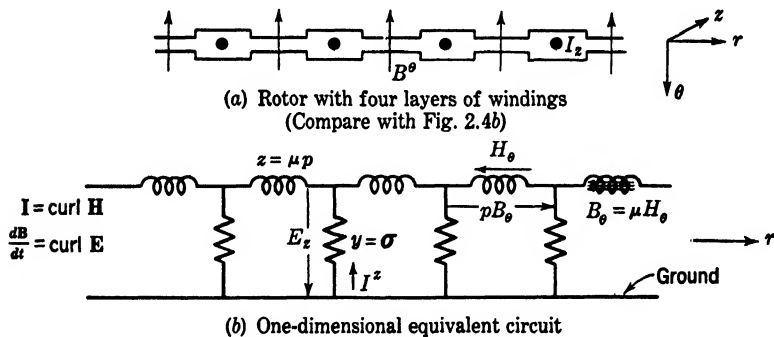 z
r
I_z
B^θ
θ
(a) Rotor with four layers of windings
(Compare with Fig. 2.4b)
H_θ
z = μp
I = curl H
pB_θ
B_θ = μH_θ
dB/dt = curl E
E_z
y = σ
r
I^z
Ground
(b) One-dimensional equivalent circuit